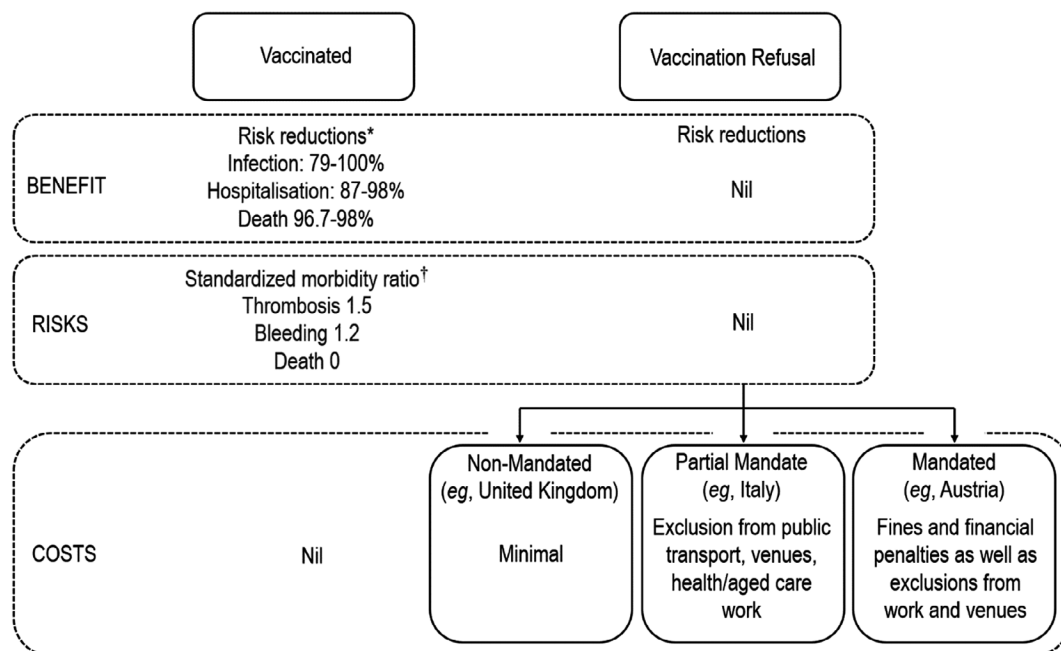 Vaccinated
Vaccination Refusal
BENEFIT
Risk reductions*
Infection: 79-100%
Hospitalisation: 87-98%
Death 96.7-98%
Risk reductions
Nil
RISKS
Standardized morbidity ratio†
Thrombosis 1.5
Bleeding 1.2
Death 0
Nil
COSTS
Nil
Non-Mandated
(eg, United Kingdom)
Minimal
Partial Mandate
(eg, Italy)
Exclusion from public
transport, venues,
health/aged care
work
Mandated
(eg, Austria)
Fines and financial
penalties as well as
exclusions from
work and venues